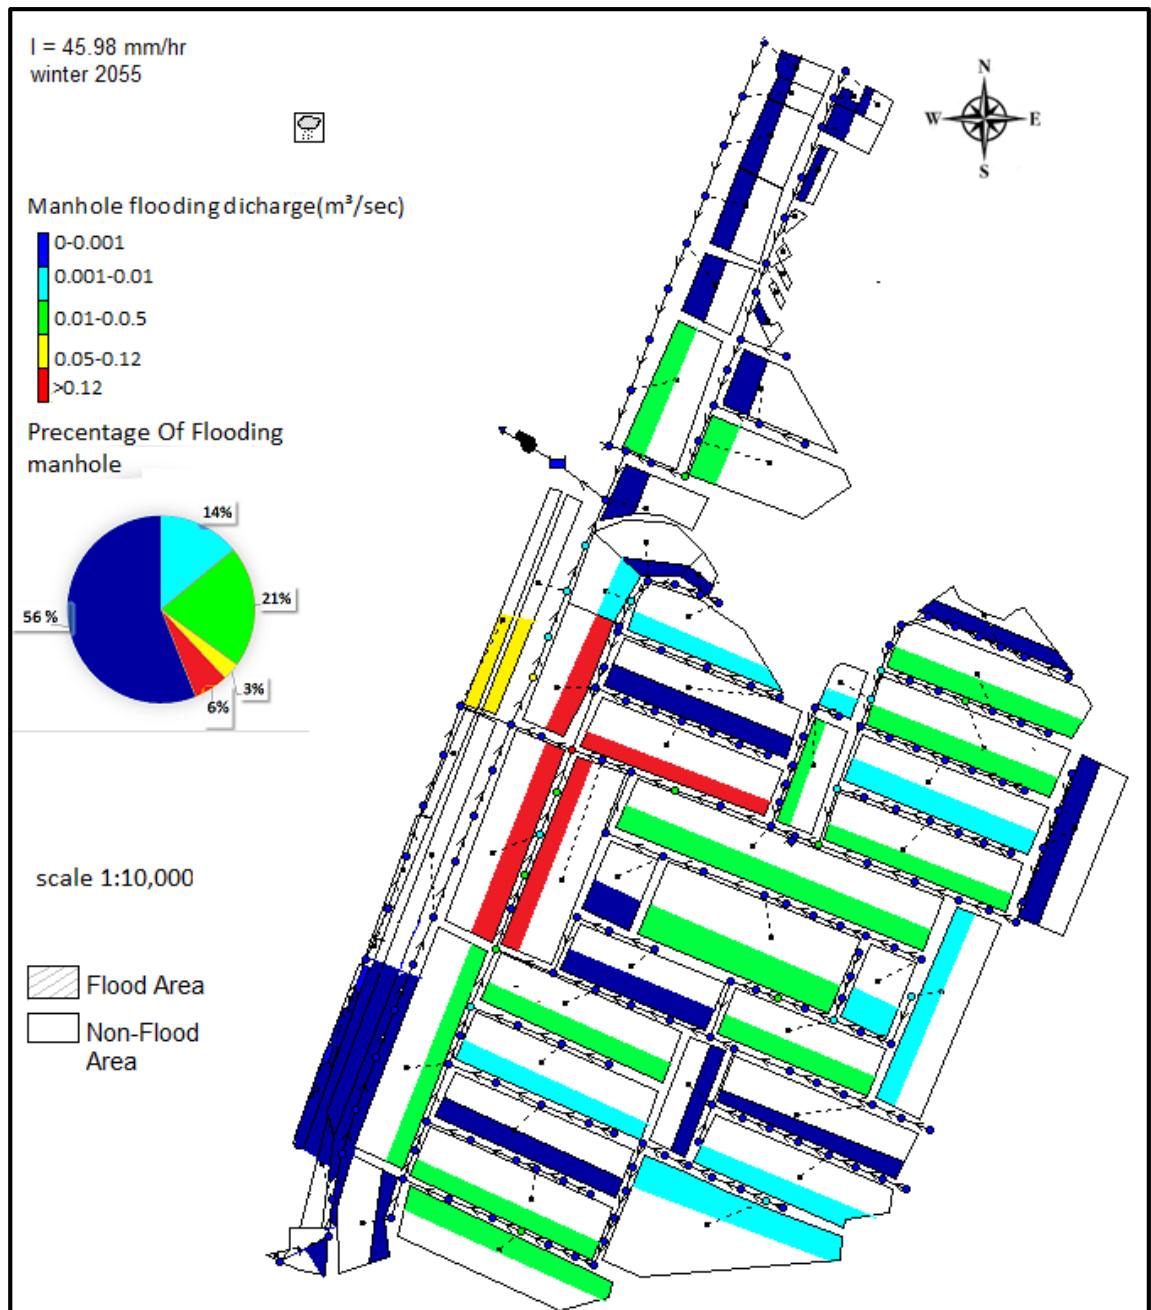 I = 45.98 mm/hr
winter 2055
N
W
E
S
Manhole flooding dicharge(m³/sec)
0-0.001
0.001-0.01
0.01-0.0.5
0.05-0.12
>0.12
Precentage Of Flooding
manhole
14%
21%
56 %
3%
6%
scale 1:10,000
Flood Area
Non-Flood
Area